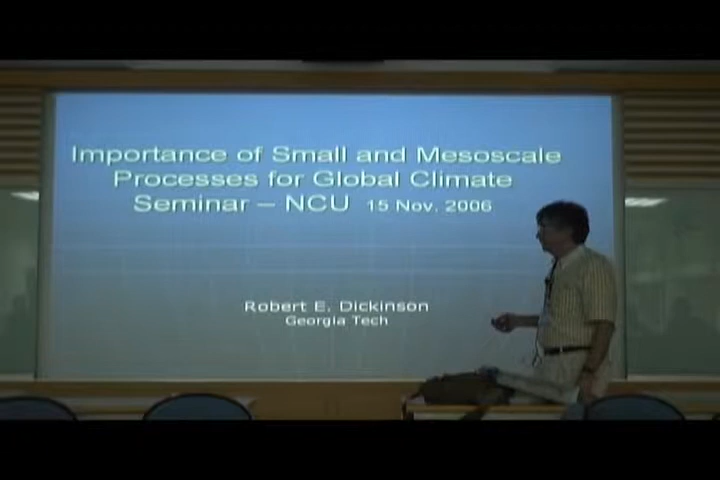 Importance of Small and Mesoscale
Processes for Global Climate
Seminar – NCU 15 Nov. 2006
Robert E. Dickinson
Georgia Tech